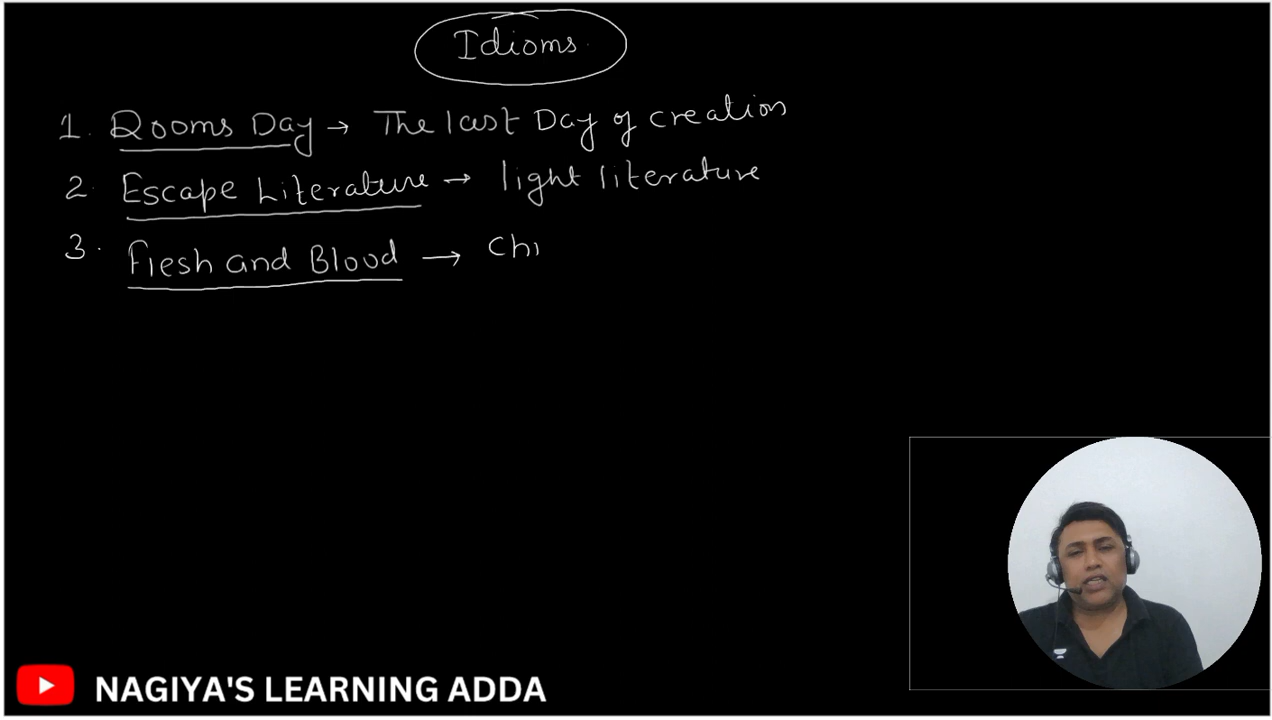 Idioms
1. Dooms Day → The last Day of creation
2. Escape Literature → light literature
3. Flesh and Blood → Chi
NAGIYA'S LEARNING ADDA